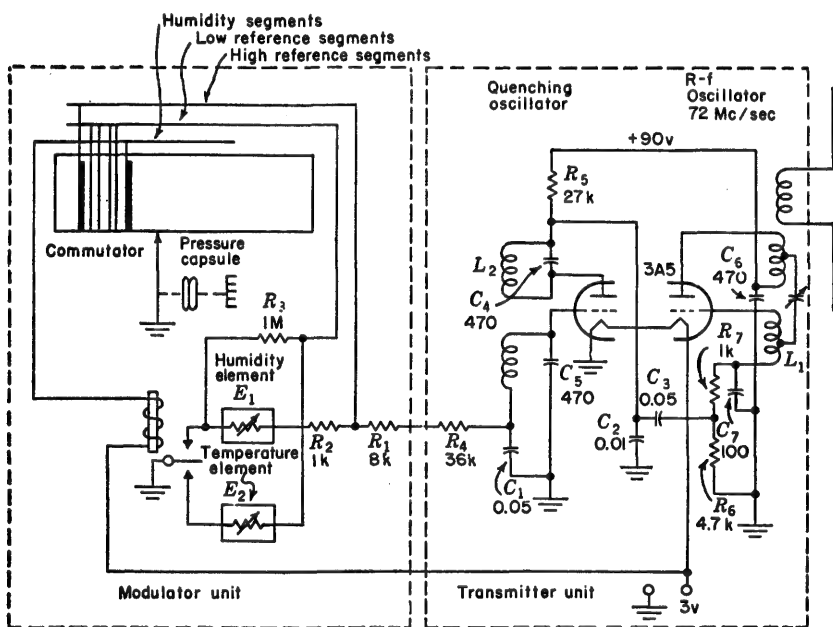 Humidity segments
Low reference segments
High reference segments
Quenching
oscillator
R-f
Oscillator
72 Mc/sec
+90v
R5
27k
Commutator
Pressure
capsule
L2
C4
470
3A5
C6
470
R3
1M
Humidity
element
E1
R7
1k
L1
C5
470
C3
0.05
R2
1k
R1
8k
R4
36k
C2
0.01
C7
100
Temperature
element
E2
C1
0.05
R6
4.7k
Modulator unit
Transmitter unit
3v